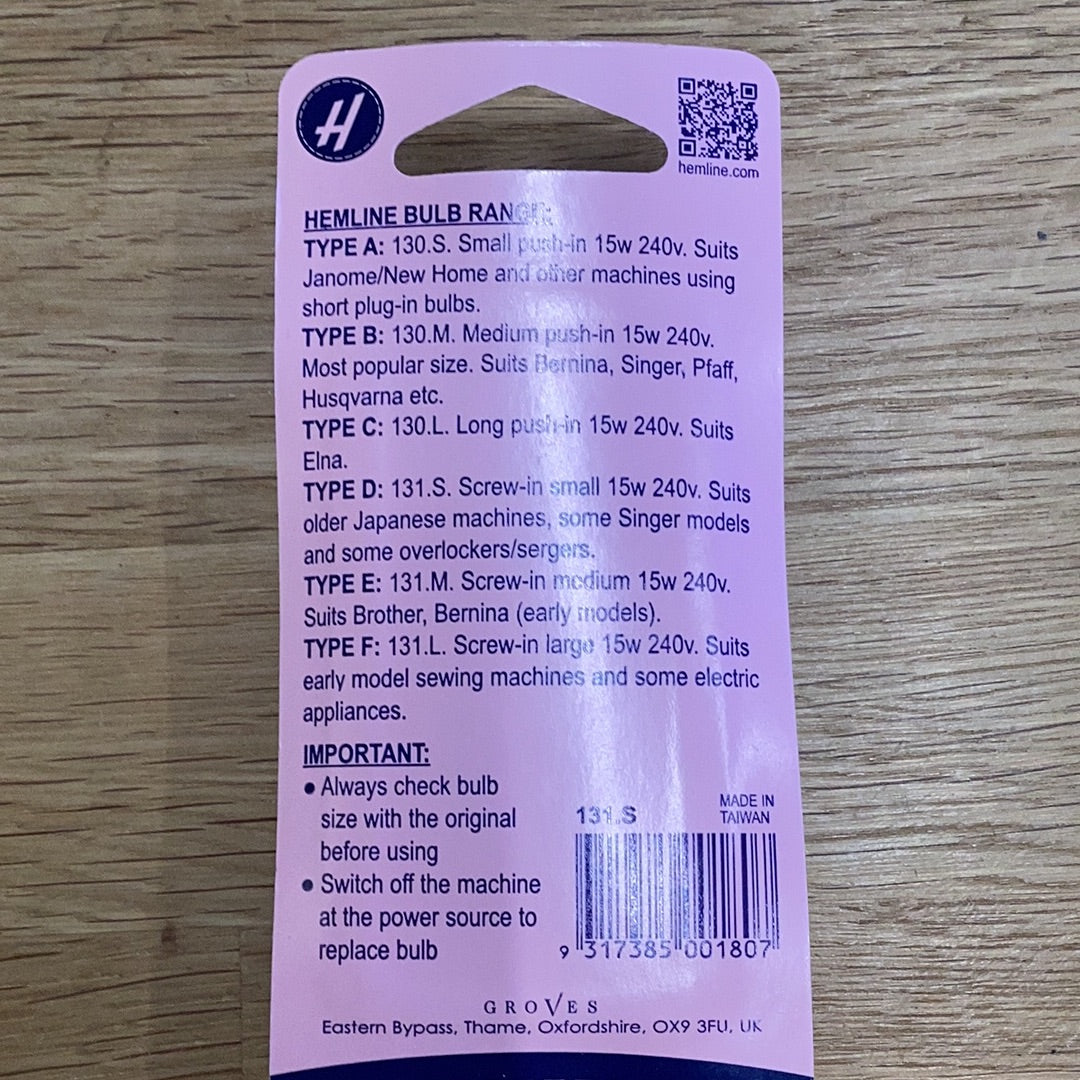 H
hemline.com
HEMLINE BULB RANGE:
TYPE A: 130.S. Small push-in 15w 240v. Suits
Janome/New Home and other machines using
short plug-in bulbs.
TYPE B: 130.M. Medium push-in 15w 240v.
Most popular size. Suits Bernina, Singer, Pfaff,
Husqvarna etc.
TYPE C: 130.L. Long push-in 15w 240v. Suits
Elna.
TYPE D: 131.S. Screw-in small 15w 240v. Suits
older Japanese machines, some Singer models
and some overlockers/sergers.
TYPE E: 131.M. Screw-in medium 15w 240v.
Suits Brother, Bernina (early models).
TYPE F: 131.L. Screw-in large 15w 240v. Suits
early model sewing machines and some electric
appliances.
IMPORTANT:
• Always check bulb
size with the original
before using
• Switch off the machine
at the power source to
replace bulb
131.S
MADE IN
TAIWAN
9 317385 001807
GROVES
Eastern Bypass, Thame, Oxfordshire, OX9 3FU, UK